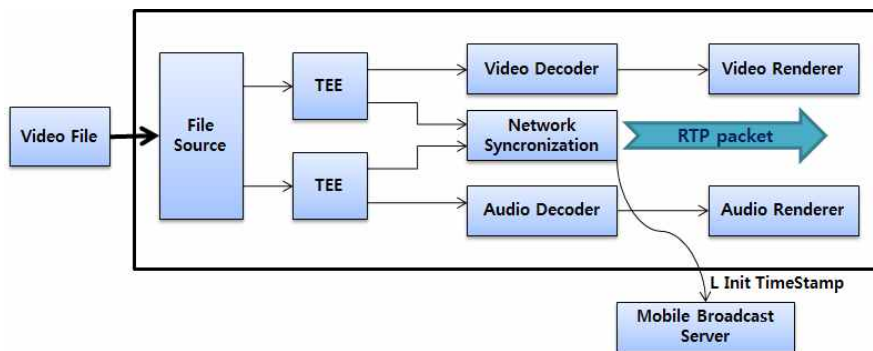 Video File
File
Source
TEE
TEE
Video Decoder
Network
Syncronization
Audio Decoder
Video Renderer
RTP packet
Audio Renderer
L Init TimeStamp
Mobile Broadcast
Server